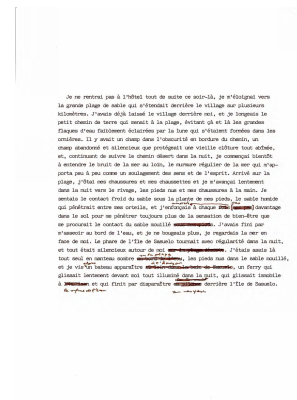 Je ne rentrai pas à l'hôtel tout de suite ce soir-là, je m'éloignai vers
la grande plage de sable qui s'étendait derrière le village sur plusieurs
kilomètres. J'avais déjà laissé le village derrière moi, et je longeais le
petit chemin de terre qui menait à la plage, évitant çà et là les grandes
flaques d'eau faiblement éclairées par la lune qui s'étaient formées dans les
ornières. Il y avait un champ dans l'obscurité en bordure du chemin, un
champ abandonné et silencieux que protégeait une vieille clôture tout abîmée,
et, continuant de suivre le chemin désert dans la nuit, je commençai bientôt
à entendre le bruit de la mer au loin, le murmure régulier de la mer qui m'ap-
porta peu à peu comme un assoulement des sens et de l'esprit. Arrivé sur la
plage, j'ôtai mes chaussures et mes chaussettes et je m'avançai lentement
dans la nuit vers le rivage, les pieds nus et mes chaussures à la main. Je
sentais le contact froid du sable sous la plante de mes pieds, le sable humide
qui pénétrait entre mes orteils, et j'enfonçais à chaque davantage
dans le sol pour me pénétrer toujours plus de la sensation de bien-être que
me procurait le contact du sable mouillé. J'avais fini par
m'asseoir au bord de l'eau, et je ne bougeais plus, je regardais la mer en
face de moi. Le phare de l'île de Sasuelo tournait avec régularité dans la nuit,
et tout était silencieux autour de moi. J'étais assis là
tout seul en manteau sombre, les pieds nus dans le sable mouillé,
et je vis un bateau apparaître, un ferry qui
glissait lentement devant moi tout illuminé, qui glissait immobile
à et qui finit par disparaître derrière l'île de Sasuelo.